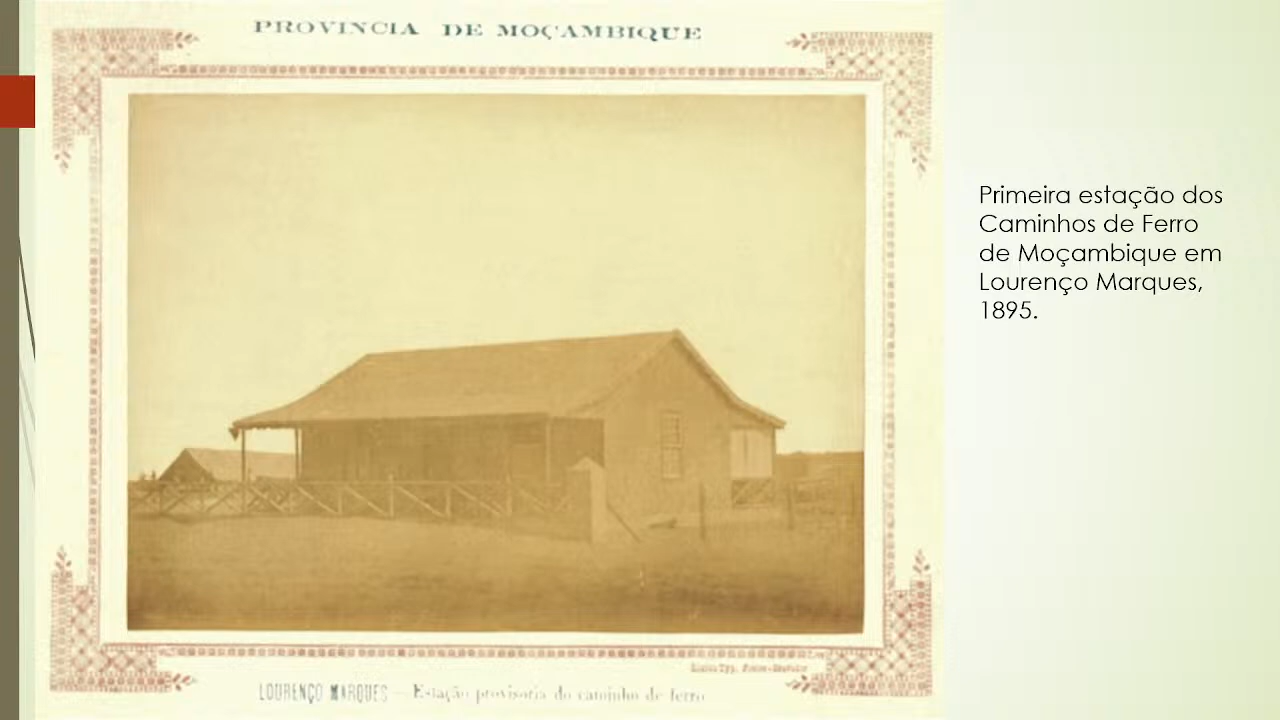 PROVINCIA DE MOÇAMBIQUE
Primeira estação dos
Caminhos de Ferro
de Moçambique em
Lourenço Marques,
1895.
LOURENÇO MARQUES — Estação provisoria do caminho de ferro